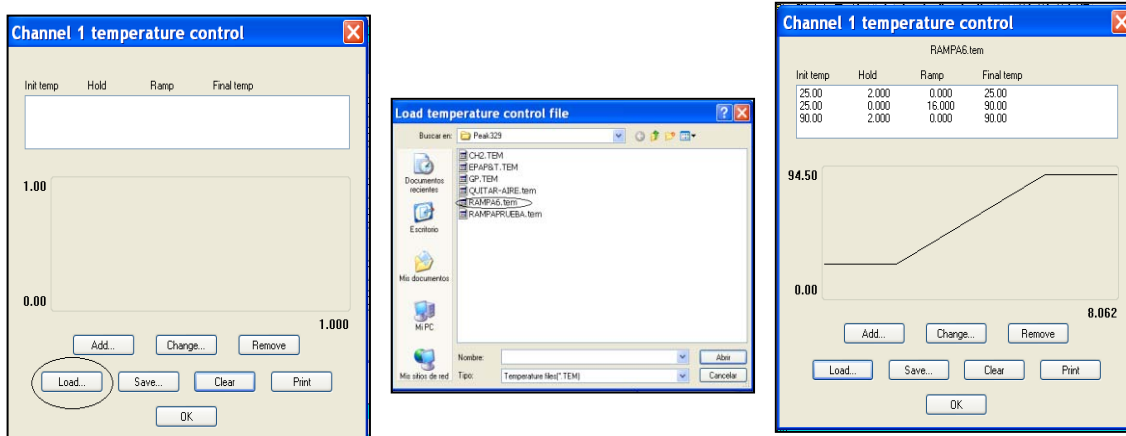 Channel 1 temperature control
Init temp Hold Ramp Final temp
1.00
0.00
1.000
Add... Change... Remove
Load... Save... Clear Print
OK
Load temperature control file
Buscar en: Peak329
Documentos recientes
Escritorio
Mis documentos
Mi PC
Mis sitios de red
CH2.TEM
EPAP&T.TEM
GP.TEM
QUITAR-AIRE.tem
RAMPA6.tem
RAMPAPRUEBA.tem
Nombre: Abrir
Tipo: Temperature files(*.TEM) Cancelar
Channel 1 temperature control
RAMPA6.tem
Init temp Hold Ramp Final temp
25.00 2.000 0.000 25.00
25.00 0.000 16.000 90.00
90.00 2.000 0.000 90.00
94.50
0.00
8.062
Add... Change... Remove
Load... Save... Clear Print
OK